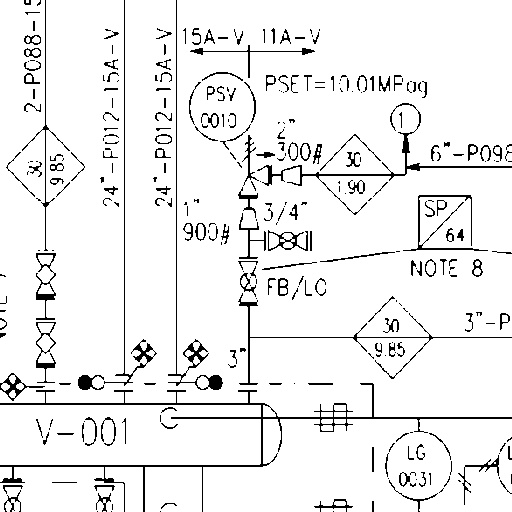 15A-V 11A-V
2-P088-15
24"-P012-15A-V
24"-P012-15A-V
PSV
0010
PSET=10.01MPag
1
2"
300#
30
1.90
6"-P098
30
9.85
1"
900#
3/4"
SP
64
NOTE 8
FB/LO
30
9.85
3"-P
3"
V-001
LG
0031